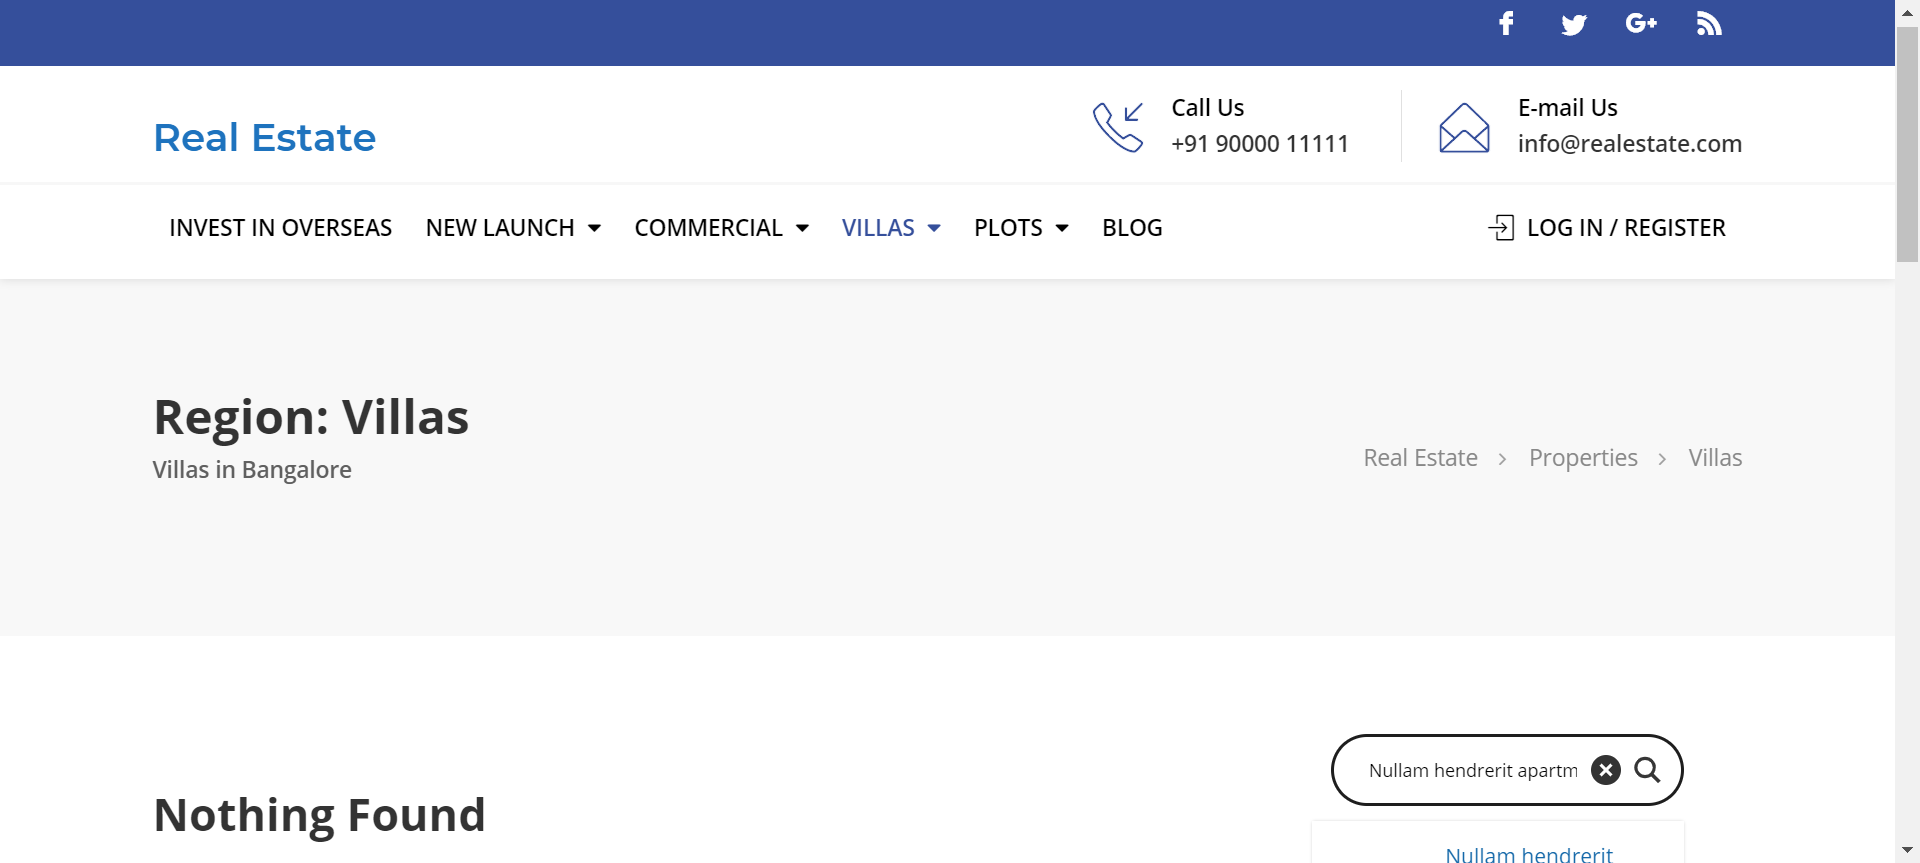 Real Estate
Call Us
+91 90000 11111
E-mail Us
info@realestate.com
INVEST IN OVERSEAS NEW LAUNCH COMMERCIAL VILLAS PLOTS BLOG LOG IN / REGISTER
Region: Villas
Villas in Bangalore
Real Estate > Properties > Villas
Nullam hendrerit apartm
Nothing Found
Nullam hendrerit